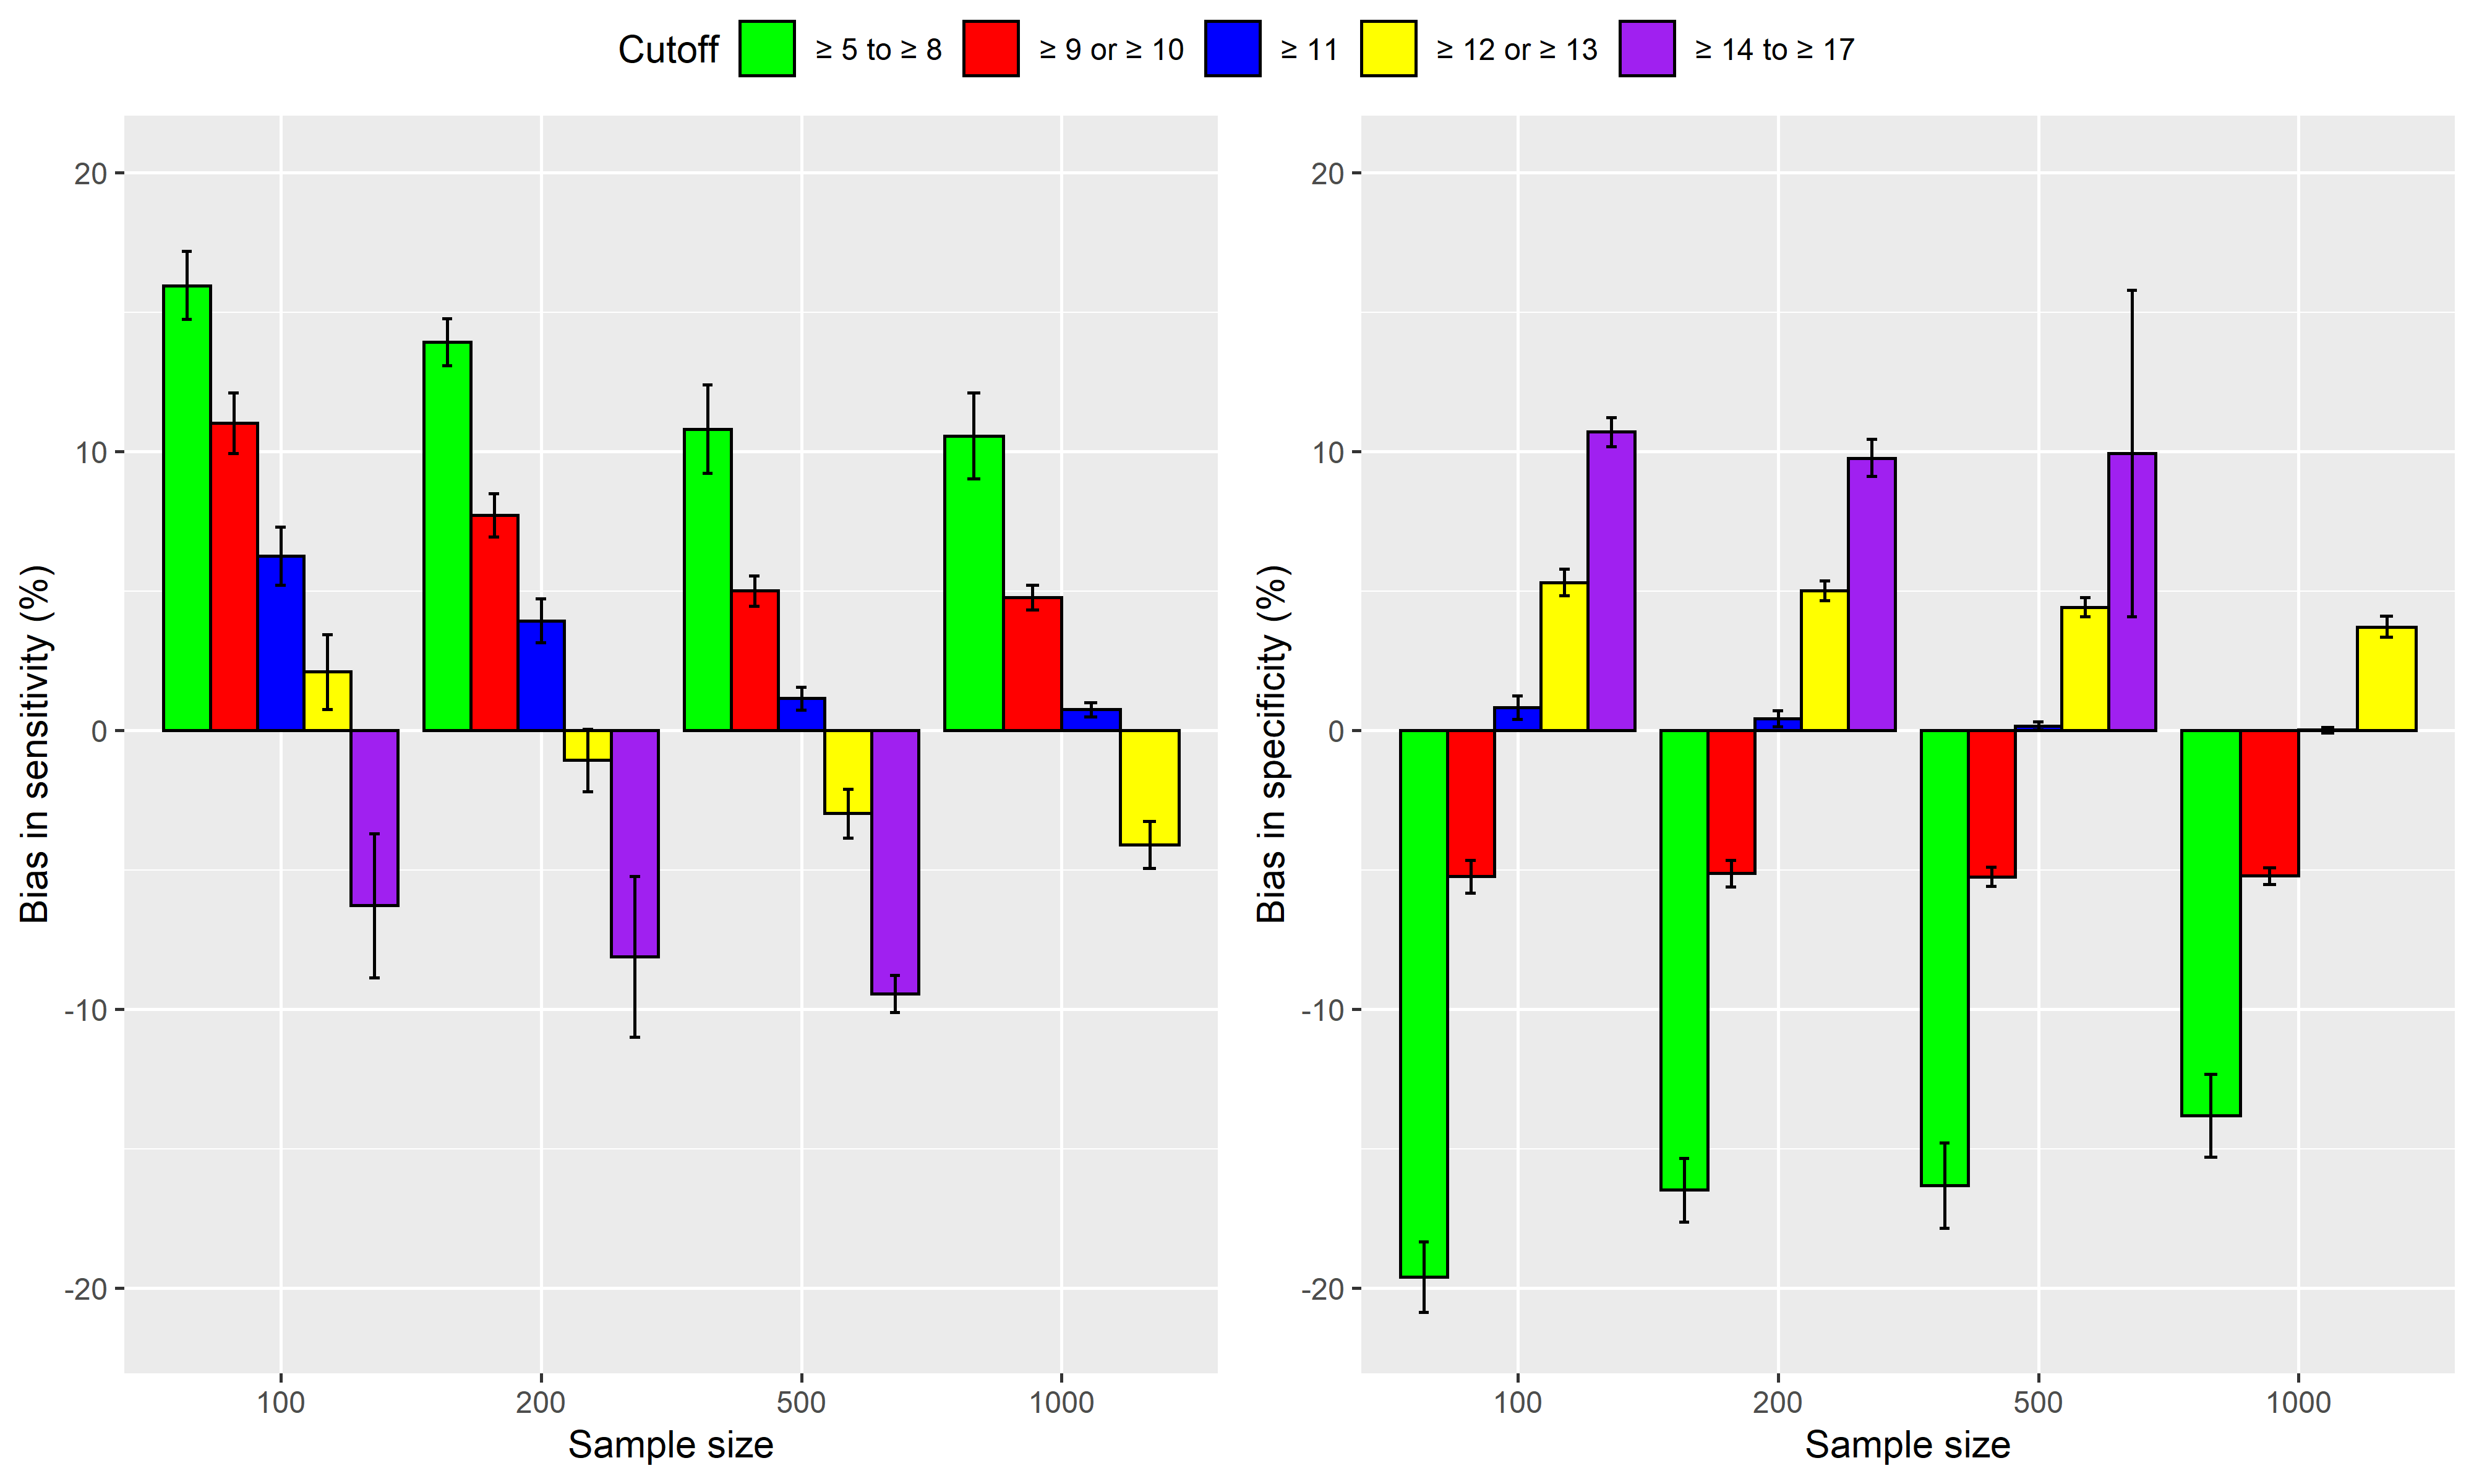 Cutoff ≥ 5 to ≥ 8 ≥ 9 or ≥ 10 ≥ 11 ≥ 12 or ≥ 13 ≥ 14 to ≥ 17
Bias in sensitivity (%)
20
10
0
-10
-20
100 200 500 1000
Sample size
Bias in specificity (%)
20
10
0
-10
-20
100 200 500 1000
Sample size